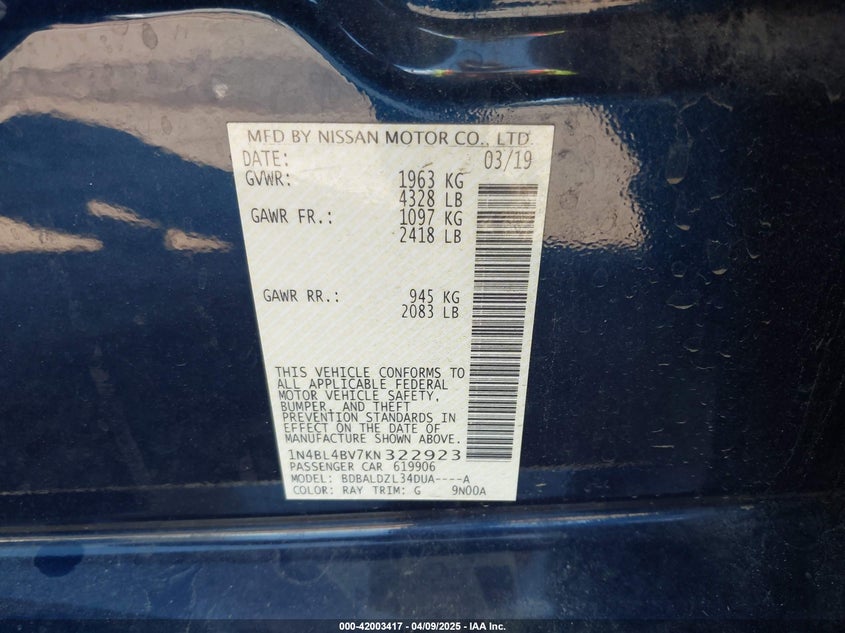 MFD BY NISSAN MOTOR CO., LTD.
DATE: 03/19
GVWR: 1963 KG
4328 LB
GAWR FR.: 1097 KG
2418 LB
GAWR RR.: 945 KG
2083 LB
THIS VEHICLE CONFORMS TO
ALL APPLICABLE FEDERAL
MOTOR VEHICLE SAFETY,
BUMPER, AND THEFT
PREVENTION STANDARDS IN
EFFECT ON THE DATE OF
MANUFACTURE SHOWN ABOVE.
1N4BL4BV7KN322923
PASSENGER CAR 619906
MODEL: BDBALDZL34DUA----A
COLOR: RAY TRIM: G 9N00A
000-42003417 - 04/09/2025 - IAA Inc.